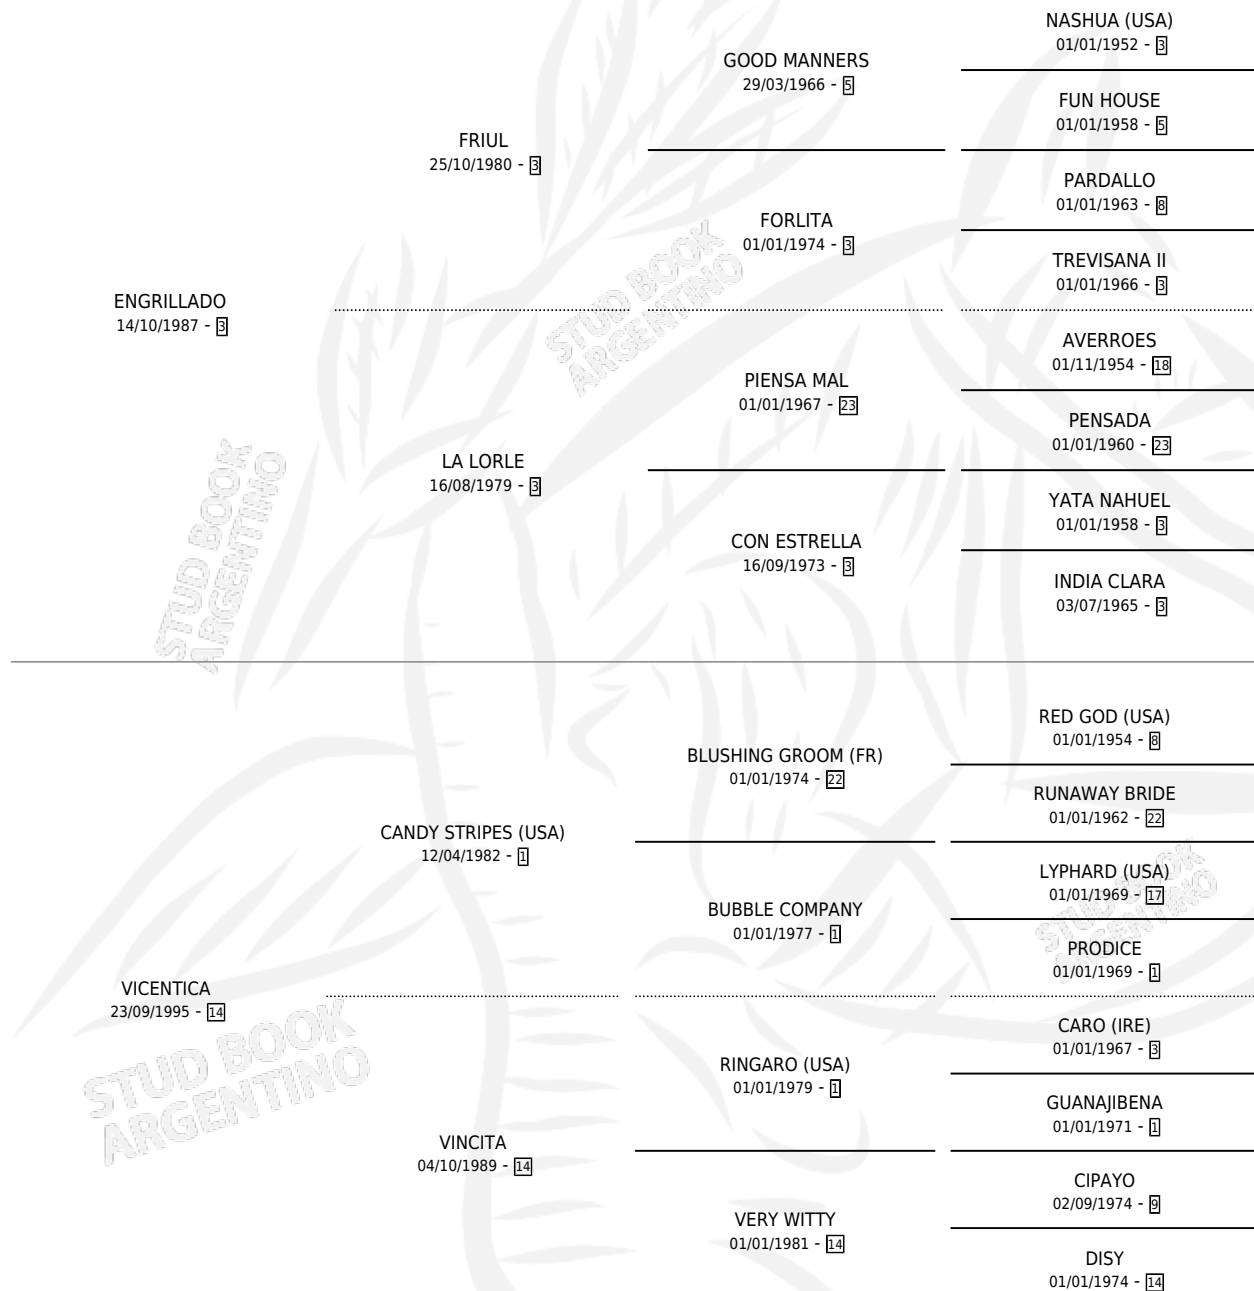 NASHUA (USA)
01/01/1952 - 3
GOOD MANNERS
29/03/1966 - 5
FUN HOUSE
01/01/1958 - 5
FRIUL
25/10/1980 - 3
PARDALLO
01/01/1963 - 8
FORLITA
01/01/1974 - 3
TREVISANA II
01/01/1966 - 3
ENGRILLADO
14/10/1987 - 3
STUD BOOK
ARGENTINO
AVERROES
01/11/1954 - 18
PIENSA MAL
01/01/1967 - 23
PENSADA
01/01/1960 - 23
LA LORLE
16/08/1979 - 3
YATA NAHUEL
01/01/1958 - 3
CON ESTRELLA
16/09/1973 - 3
INDIA CLARA
03/07/1965 - 3
STUD BOOK
ARGENTINO
RED GOD (USA)
01/01/1954 - 8
BLUSHING GROOM (FR)
01/01/1974 - 22
RUNAWAY BRIDE
01/01/1962 - 22
CANDY STRIPES (USA)
12/04/1982 - 1
LYPHARD (USA)
01/01/1969 - 17
BUBBLE COMPANY
01/01/1977 - 1
PRODICE
01/01/1969 - 1
STUD BOOK
ARGENTINO
VICENTICA
23/09/1995 - 14
CARO (IRE)
01/01/1967 - 3
RINGARO (USA)
01/01/1979 - 1
GUANAJIBENA
01/01/1971 - 1
STUD BOOK
ARGENTINO
VINCITA
04/10/1989 - 14
CIPAYO
02/09/1974 - 9
VERY WITTY
01/01/1981 - 14
DISY
01/01/1974 - 14